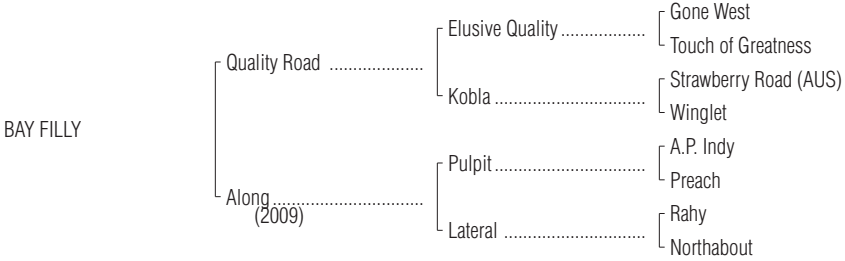 Gone West
Elusive Quality ...................
Touch of Greatness
Quality Road ....................
Strawberry Road (AUS)
Kobla ..................................
Winglet
BAY FILLY
A.P. Indy
Pulpit ..................................
Preach
Along ..................................
(2009)
Rahy
Lateral ................................
Northabout